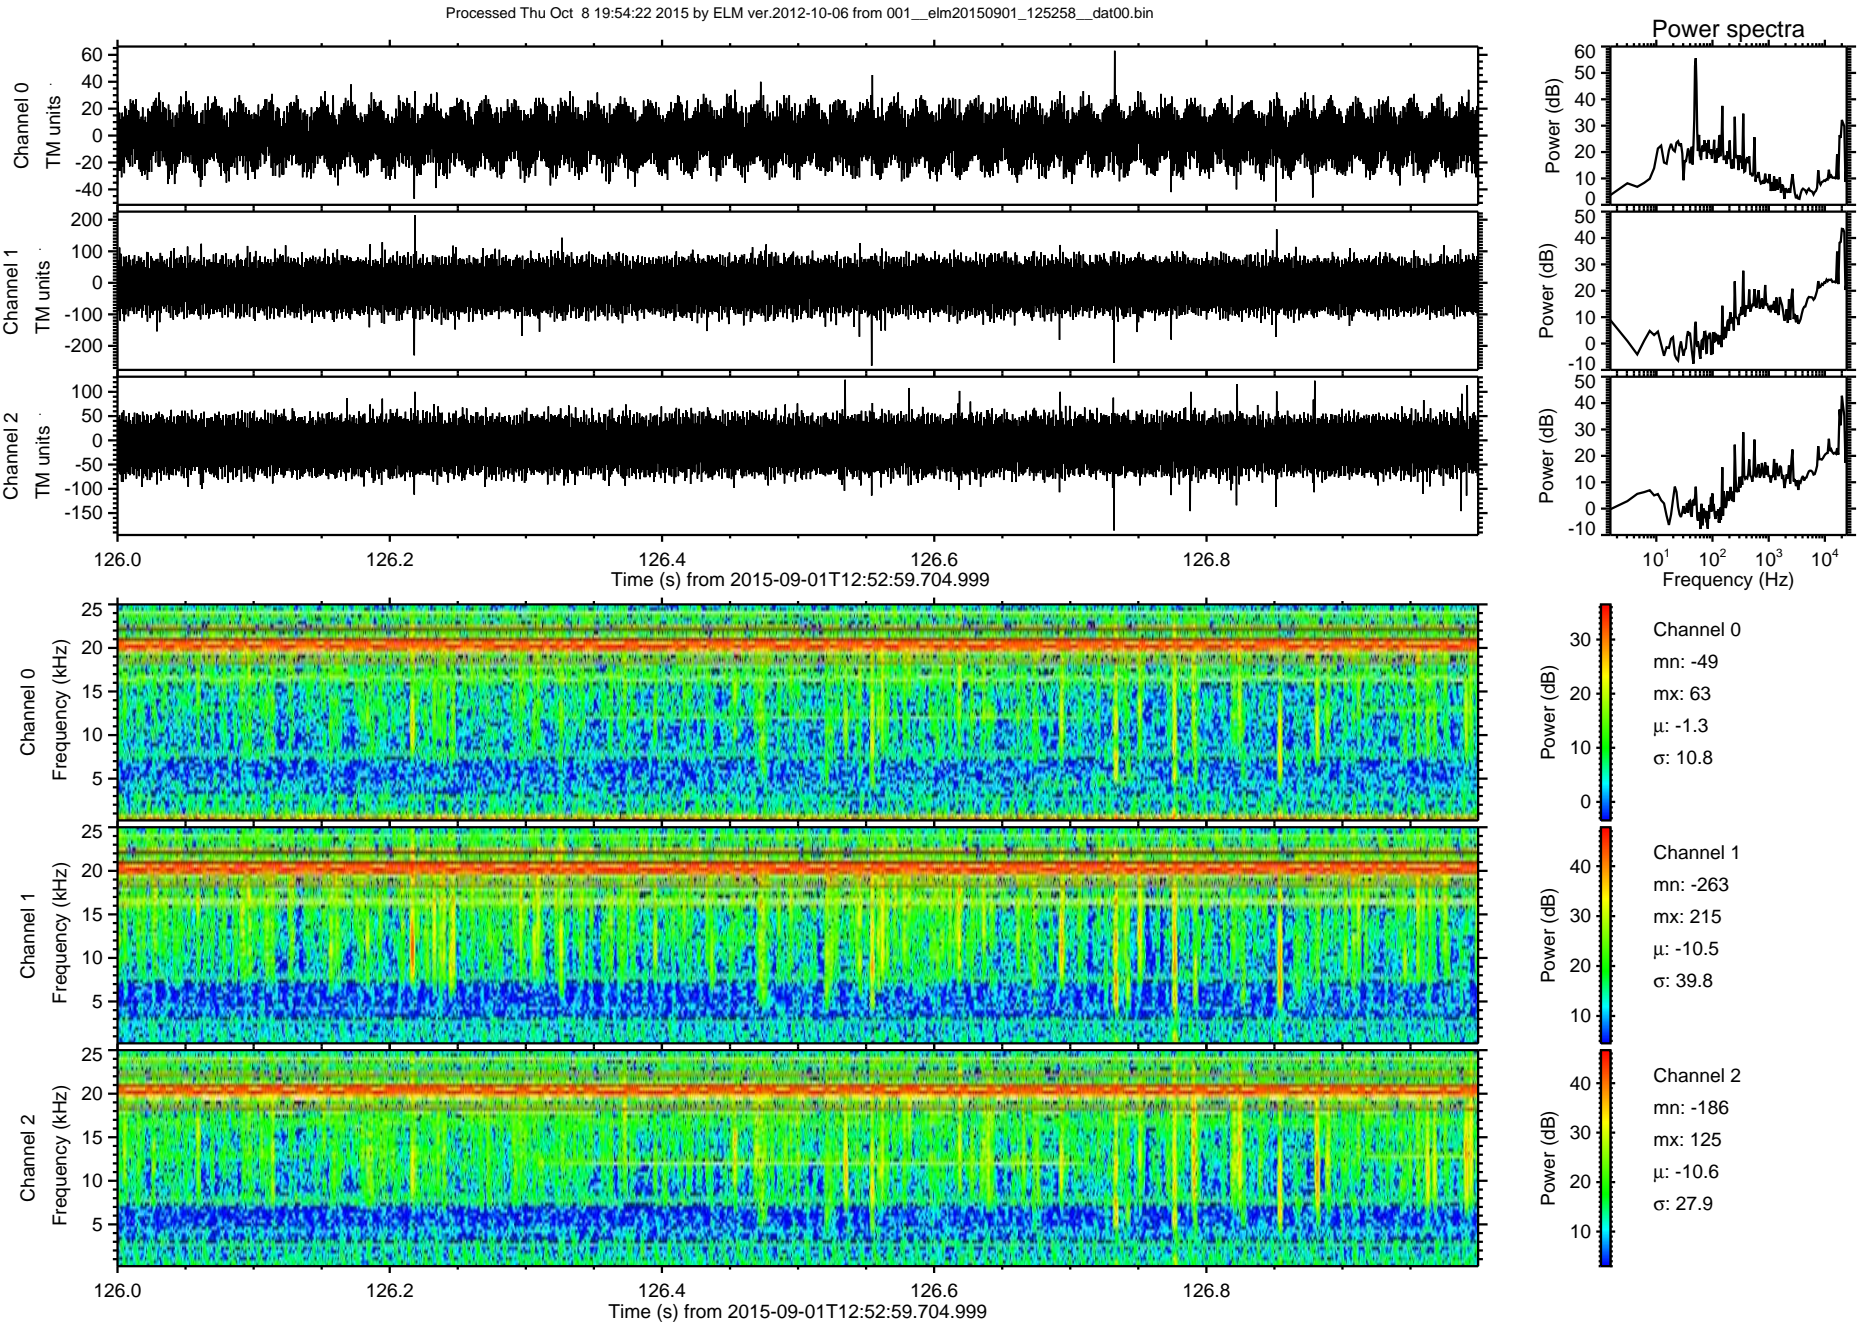 Processed Thu Oct  8 19:54:22 2015 by ELM ver.2012-10-06 from 001__elm20150901_125258__dat00.bin
Power spectra
Channel 0
TM units
60
40
20
0
-20
-40
Power (dB)
60
50
40
30
20
10
0
Channel 1
TM units
200
100
0
-100
-200
Power (dB)
50
40
30
20
10
0
-10
Channel 2
TM units
100
50
0
-50
-100
-150
Power (dB)
50
40
30
20
10
0
-10
126.0 126.2 126.4 126.6 126.8
Time (s) from 2015-09-01T12:52:59.704.999
10¹ 10² 10³ 10⁴
Frequency (Hz)
Channel 0
Frequency (kHz)
25
20
15
10
5
Power (dB)
30
20
10
0
Channel 0
mn: -49
mx: 63
μ: -1.3
σ: 10.8
Channel 1
Frequency (kHz)
25
20
15
10
5
Power (dB)
40
30
20
10
Channel 1
mn: -263
mx: 215
μ: -10.5
σ: 39.8
Channel 2
Frequency (kHz)
25
20
15
10
5
Power (dB)
40
30
20
10
Channel 2
mn: -186
mx: 125
μ: -10.6
σ: 27.9
126.0 126.2 126.4 126.6 126.8
Time (s) from 2015-09-01T12:52:59.704.999